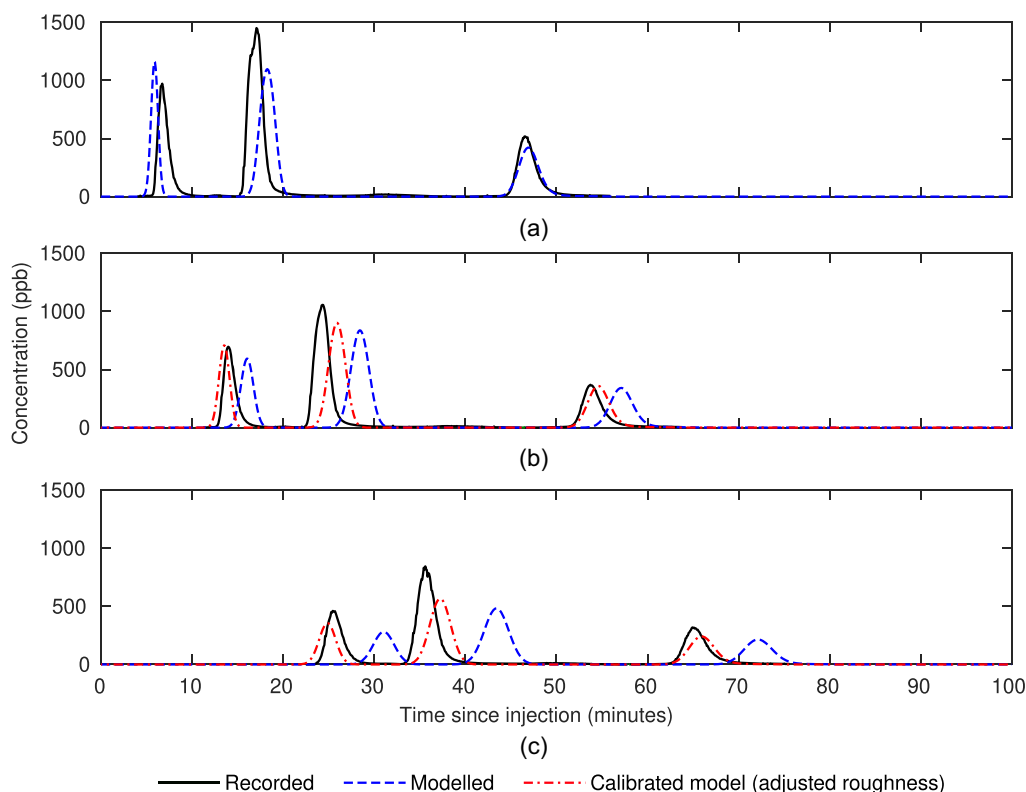 1500
1000
500
0
(a)
Concentration (ppb)
1500
1000
500
0
(b)
1500
1000
500
0
0 10 20 30 40 50 60 70 80 90 100
Time since injection (minutes)
(c)
Recorded Modelled Calibrated model (adjusted roughness)